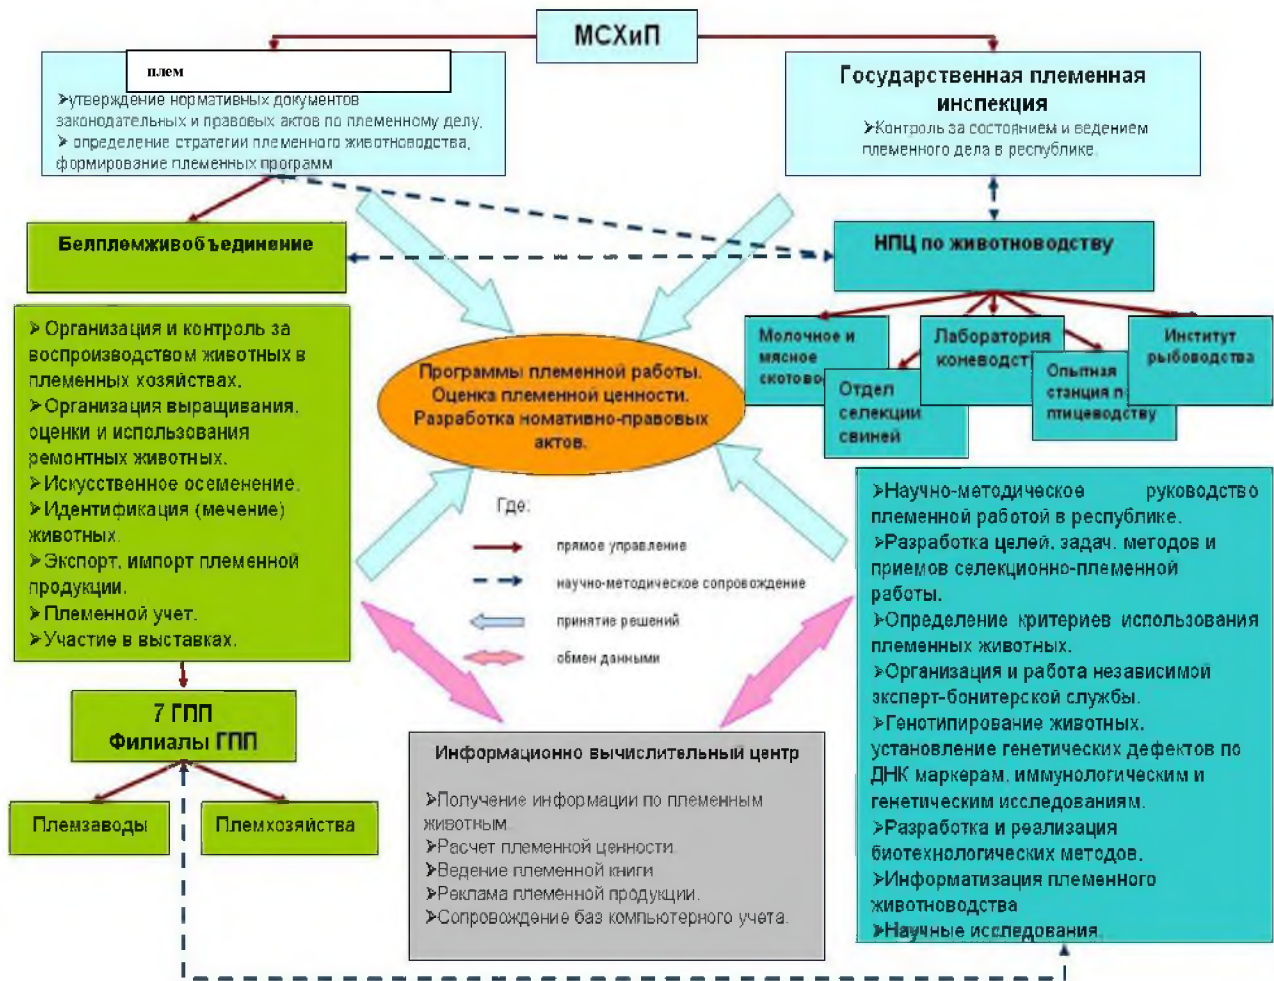 МСХиП
плем
➢утверждение нормативных документов
законодательных и правовых актов по племенному делу,
➢ определение стратегии племенного животноводства,
формирование племенных программ
Государственная племенная
инспекция
➢Контроль за состоянием и ведением
племенного дела в республике.
Белплемживобъединение
НПЦ по животноводству
➢ Организация и контроль за
воспроизводством животных в
племенных хозяйствах.
➢Организация выращивания,
оценки и использования
ремонтных животных.
➢Искусственное осеменение.
➢Идентификация (мечение)
животных.
➢Экспорт, импорт племенной
продукции.
➢Племенной учет.
➢Участие в выставках.
Программы племенной работы.
Оценка племенной ценности.
Разработка номативно-правовых
актов.
Молочное и
мясное
скотово
Отдел
селекции
свиней
Лаборатория
коневодст
Опытная
станция п
птицеводству
Институт
рыбоводства
Где:
прямое управление
научно-методическое сопровождение
принятие решений
обмен данными
➢Научно-методическое руководство
племенной работой в республике.
➢Разработка целей, задач, методов и
приемов селекционно-племенной
работы.
➢Определение критериев использования
племенных животных.
➢Организация и работа независимой
эксперт-бонитерской службы.
➢Генотипирование животных,
установление генетических дефектов по
ДНК маркерам, иммунологическим и
генетическим исследованиям.
➢Разработка и реализация
биотехнологических методов.
➢Информатизация племенного
животноводства
➢Научные исследования.
7 ГПП
Филиалы ГПП
Племзаводы
Племхозяйства
Информационно вычислительный центр
➢Получение информации по племенным
животным.
➢Расчет племенной ценности.
➢Ведение племенной книги
➢Реклама племенной продукции.
➢Сопровождение баз компьютерного учета.